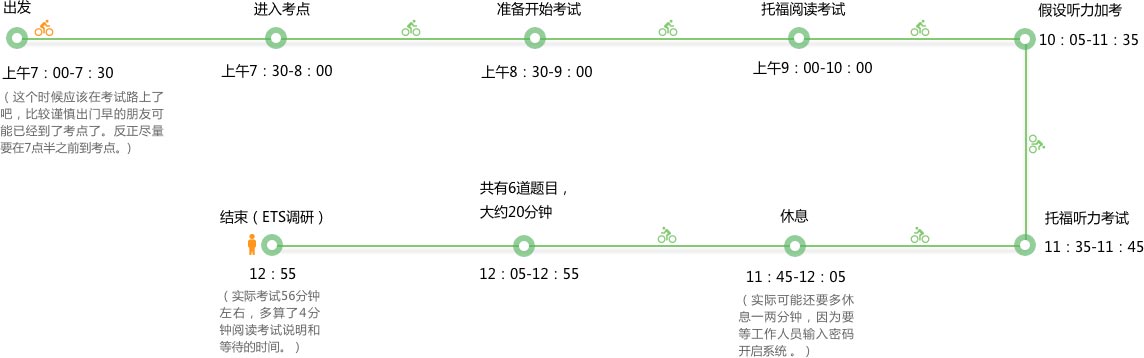 出发
进入考点
准备开始考试
托福阅读考试
假设听力加考
上午7：00-7：30
上午7：30-8：00
上午8：30-9：00
上午9：00-10：00
10：05-11：35
（这个时候应该在考试路上了
吧，比较谨慎出门早的朋友可
能已经到了考点了。反正尽量
要在7点半之前到考点。)
托福听力考试
11：35-11：45
休息
11：45-12：05
（实际可能还要多休
息一两分钟，因为要
等工作人员输入密码
开启系统 。）
共有6道题目，
大约20分钟
12：05-12：55
结束（ETS调研）
12：55
（实际考试56分钟
左右，多算了4分
钟阅读考试说明和
等待的时间。）